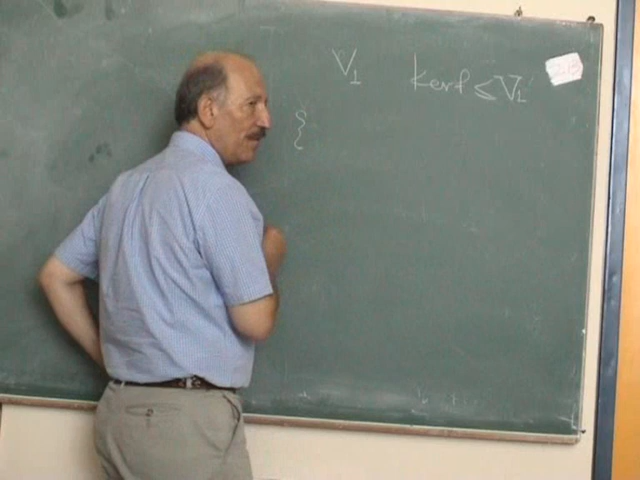 V₁ kerf ≤ V₁
{